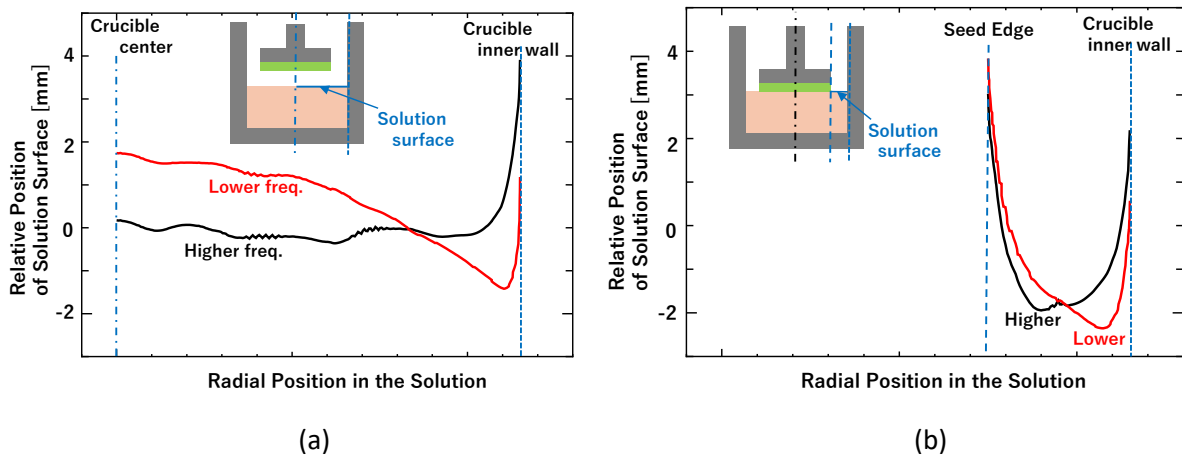 Crucible
center
Crucible
inner wall
4
2
0
-2
Relative Position
of Solution Surface [mm]
Solution
surface
Lower freq.
Higher freq.
Radial Position in the Solution
(a)
Seed Edge
Crucible
inner wall
4
2
0
-2
Relative Position
of Solution Surface [mm]
Solution
surface
Higher
Lower
Radial Position in the Solution
(b)